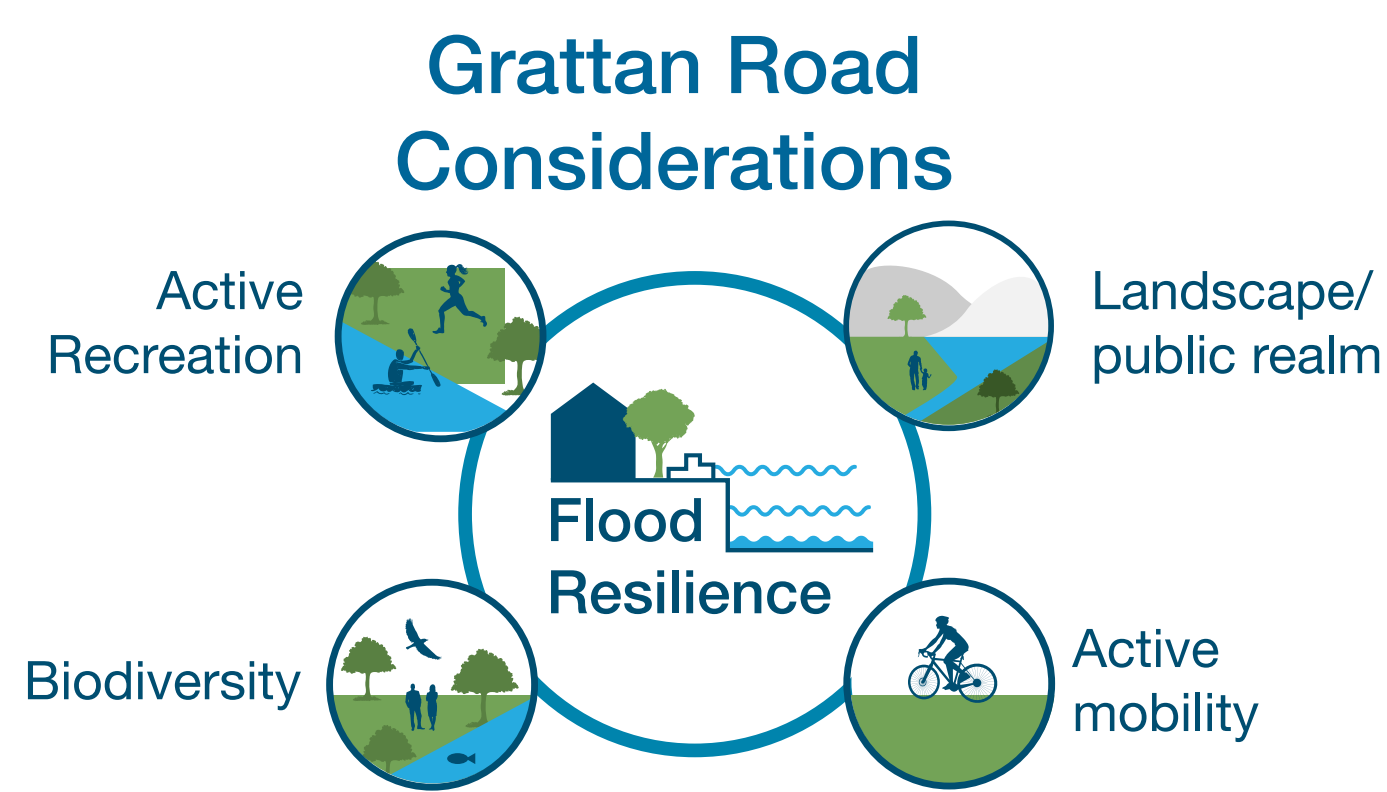 Grattan Road
Considerations
Active
Recreation
Landscape/
public realm
Flood
Resilience
Biodiversity
Active
mobility